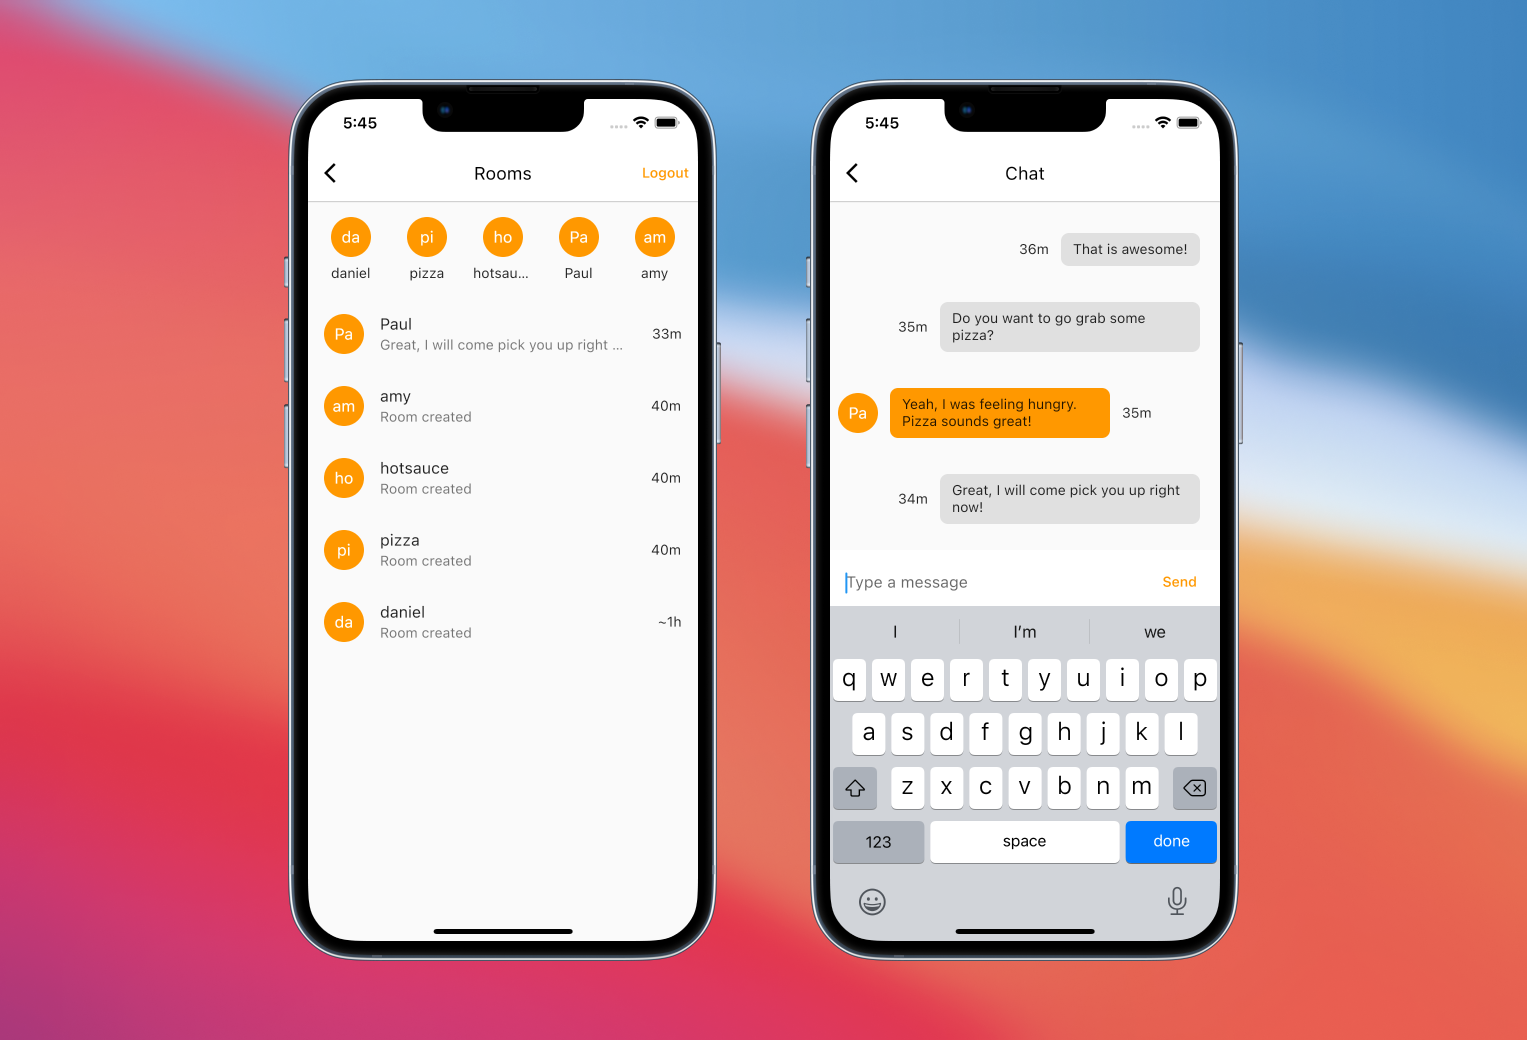 5:45
Rooms
Logout
da
pi
ho
Pa
am
daniel
pizza
hotsau...
Paul
amy
Pa
Paul
33m
Great, I will come pick you up right ...
am
amy
40m
Room created
ho
hotsauce
40m
Room created
pi
pizza
40m
Room created
da
daniel
~1h
Room created
5:45
Chat
36m
That is awesome!
35m
Do you want to go grab some
pizza?
Pa
Yeah, I was feeling hungry.
Pizza sounds great!
35m
34m
Great, I will come pick you up right
now!
Type a message
Send
I
I'm
we
q w e r t y u i o p
a s d f g h j k l
z x c v b n m
123
space
done